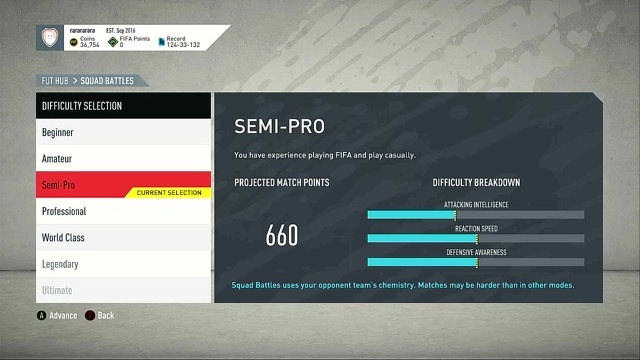 rararararara EST. Sep 2016
Coins
36,754
FIFA Points
0
Record
124-33-132
FUT HUB > SQUAD BATTLES
DIFFICULTY SELECTION
Beginner
Amateur
Semi-Pro
CURRENT SELECTION
Professional
World Class
Legendary
Ultimate
SEMI-PRO
You have experience playing FIFA and play casually.
PROJECTED MATCH POINTS
660
DIFFICULTY BREAKDOWN
ATTACKING INTELLIGENCE
REACTION SPEED
DEFENSIVE AWARENESS
Squad Battles uses your opponent team's chemistry. Matches may be harder than in other modes.
A Advance B Back